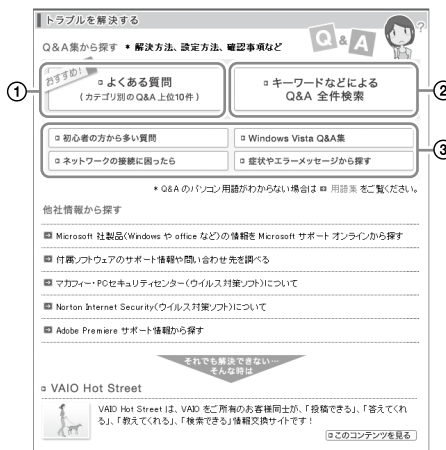 トラブルを解決する
?
Q&A集から探す * 解決方法、設定方法、確認事項など
Q & A
おすすめ!
よくある質問
(カテゴリ別のQ&A 上位10件)
キーワードなどによる
Q&A 全件検索
①
②
初心者の方から多い質問
Windows Vista Q&A集
③
ネットワークの接続に困ったら
症状やエラーメッセージから探す
* Q&A のパソコン用語がわからない場合は 用語集 をご覧ください。
他社情報から探す
Microsoft 社製品(Windows や office など)の情報を Microsoft サポート オンラインから探す
付属ソフトウェアのサポート情報や問い合わせ先を調べる
マカフィー・PCセキュリティセンター(ウイルス対策ソフト)について
Norton Internet Security(ウイルス対策ソフト)について
Adobe Premiere サポート情報から探す
それでも解決できない…
そんな時は
VAIO Hot Street
VAIO Hot Street は、VAIO をご所有のお客様同士が、「投稿できる」、「答えてくれ
る」、「教えてくれる」、「検索できる」情報交換サイトです!
このコンテンツを見る